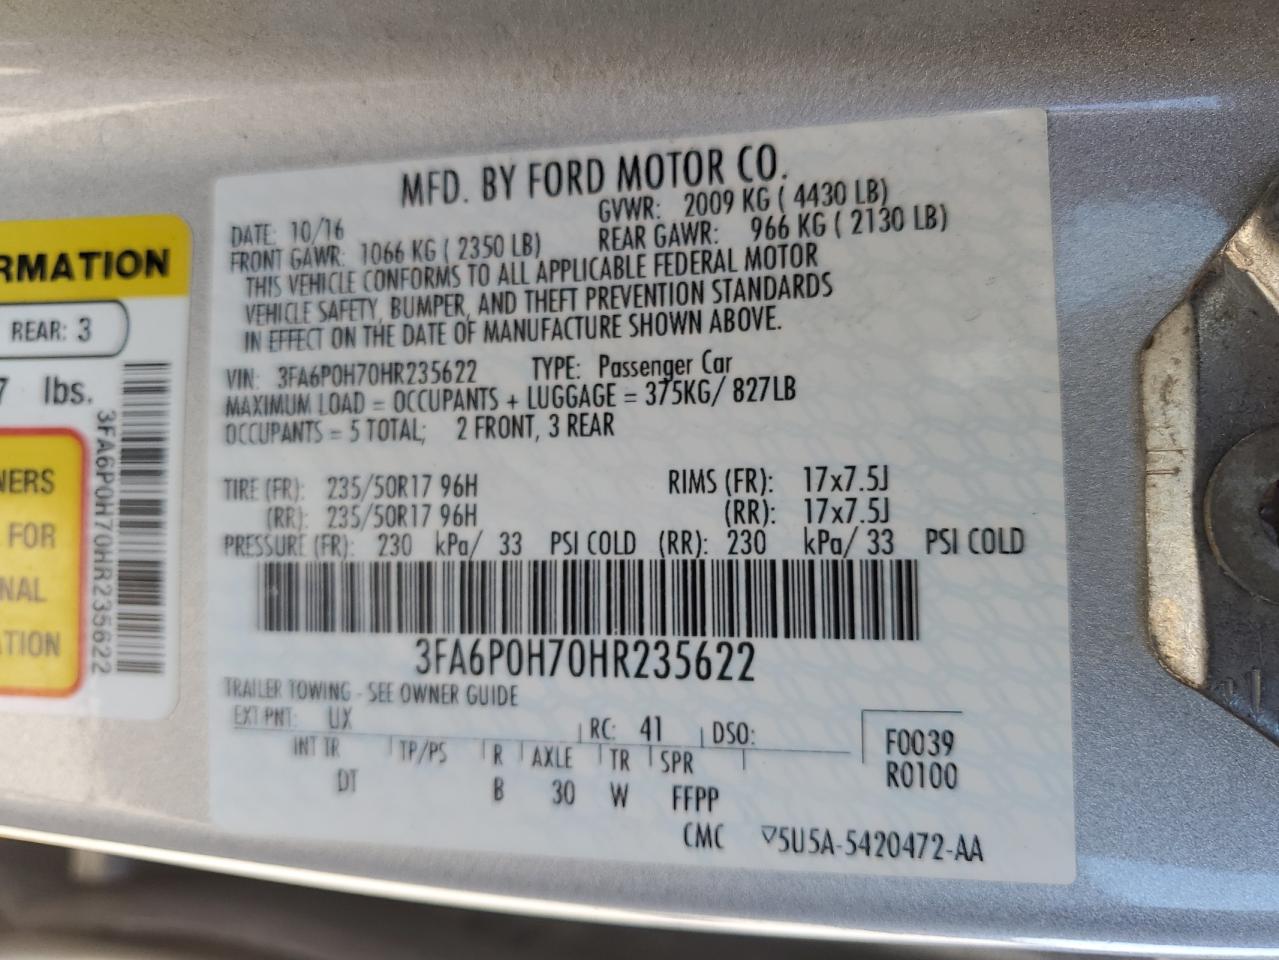 MFD. BY FORD MOTOR CO.
DATE: 10/16 GVWR: 2009 KG ( 4430 LB)
FRONT GAWR: 1066 KG ( 2350 LB) REAR GAWR: 966 KG ( 2130 LB)
THIS VEHICLE CONFORMS TO ALL APPLICABLE FEDERAL MOTOR
VEHICLE SAFETY, BUMPER, AND THEFT PREVENTION STANDARDS
IN EFFECT ON THE DATE OF MANUFACTURE SHOWN ABOVE.
VIN: 3FA6P0H70HR235622 TYPE: Passenger Car
MAXIMUM LOAD = OCCUPANTS + LUGGAGE = 375KG/ 827LB
OCCUPANTS = 5 TOTAL; 2 FRONT, 3 REAR
TIRE (FR): 235/50R17 96H RIMS (FR): 17x7.5J
(RR): 235/50R17 96H (RR): 17x7.5J
PRESSURE (FR): 230 kPa/ 33 PSI COLD (RR): 230 kPa/ 33 PSI COLD
3FA6P0H70HR235622
TRAILER TOWING - SEE OWNER GUIDE
EXT PNT: UX RC: 41 DSO:
INT TR TP/PS R AXLE TR SPR
DT B 30 W FFPP
F0039
R0100
CMC ▽5U5A-5420472-AA
RMATION
REAR: 3
7 lbs.
3FA6P0H70HR235622
NERS
FOR
NAL
ATION